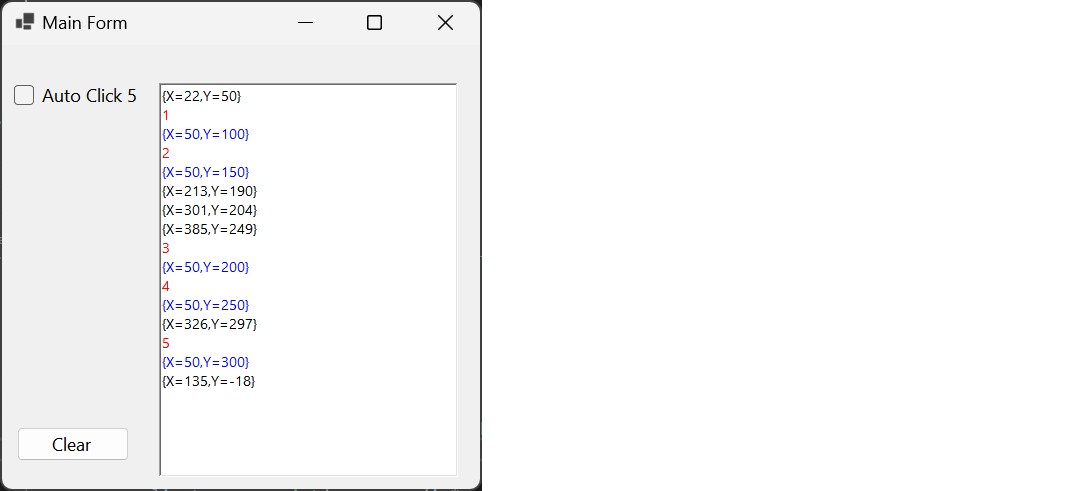 Main Form
Auto Click 5
{X=22,Y=50}
1
{X=50,Y=100}
2
{X=50,Y=150}
{X=213,Y=190}
{X=301,Y=204}
{X=385,Y=249}
3
{X=50,Y=200}
4
{X=50,Y=250}
{X=326,Y=297}
5
{X=50,Y=300}
{X=135,Y=-18}
Clear